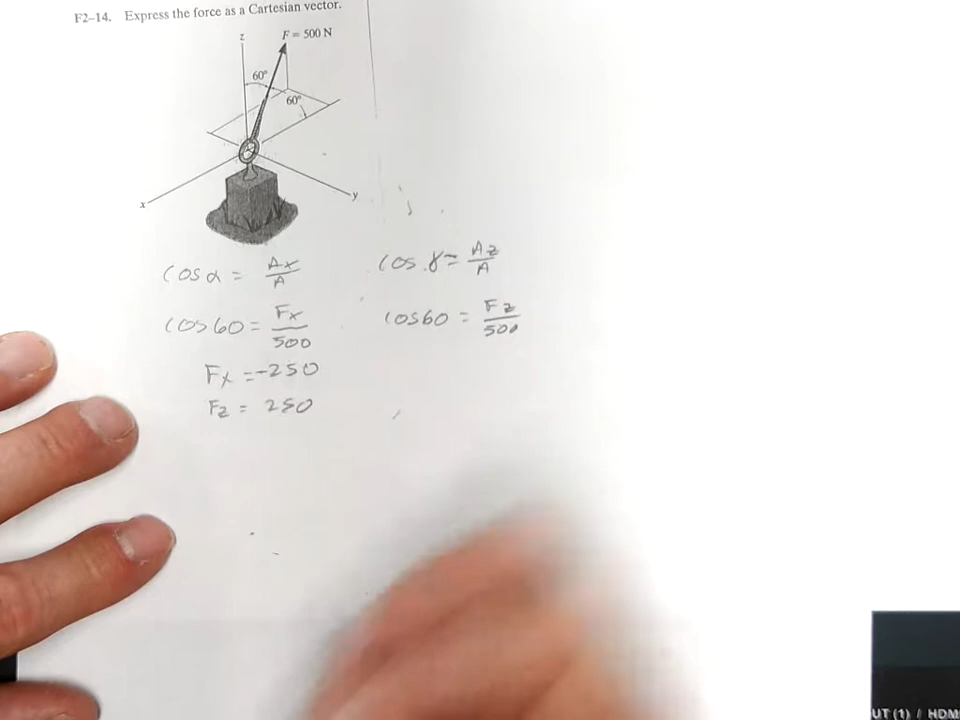 F2–14. Express the force as a Cartesian vector.
z
F = 500 N
60°
60°
x
y
cos α = Ax/A
cos γ = Az/A
cos 60 = Fx/500
cos 60 = Fz/500
Fx = -250
Fz = 250
UT (1) / HDM